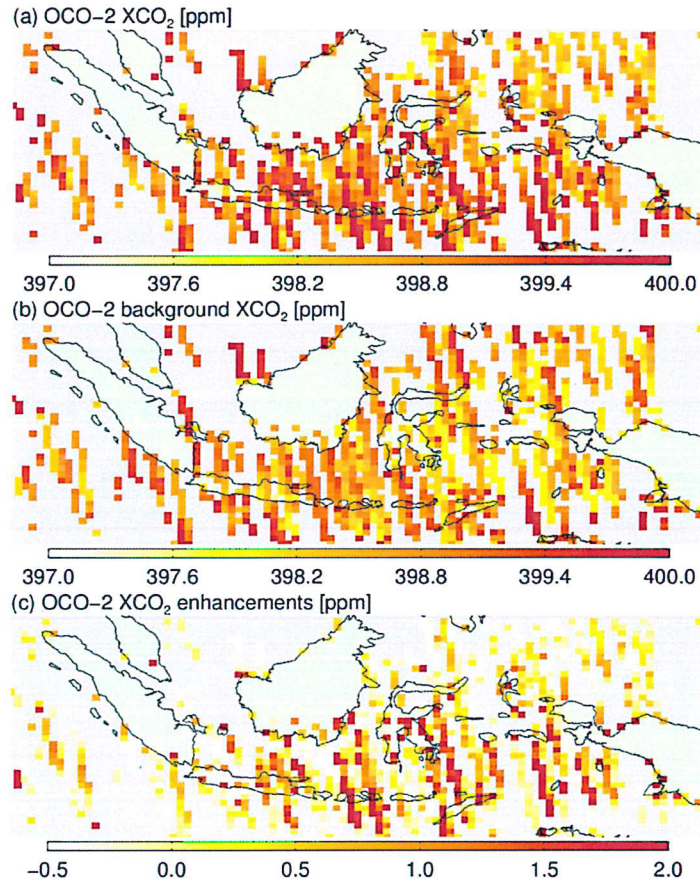 (a) OCO-2 XCO₂ [ppm]
397.0 397.6 398.2 398.8 399.4 400.0
(b) OCO-2 background XCO₂ [ppm]
397.0 397.6 398.2 398.8 399.4 400.0
(c) OCO-2 XCO₂ enhancements [ppm]
-0.5 0.0 0.5 1.0 1.5 2.0